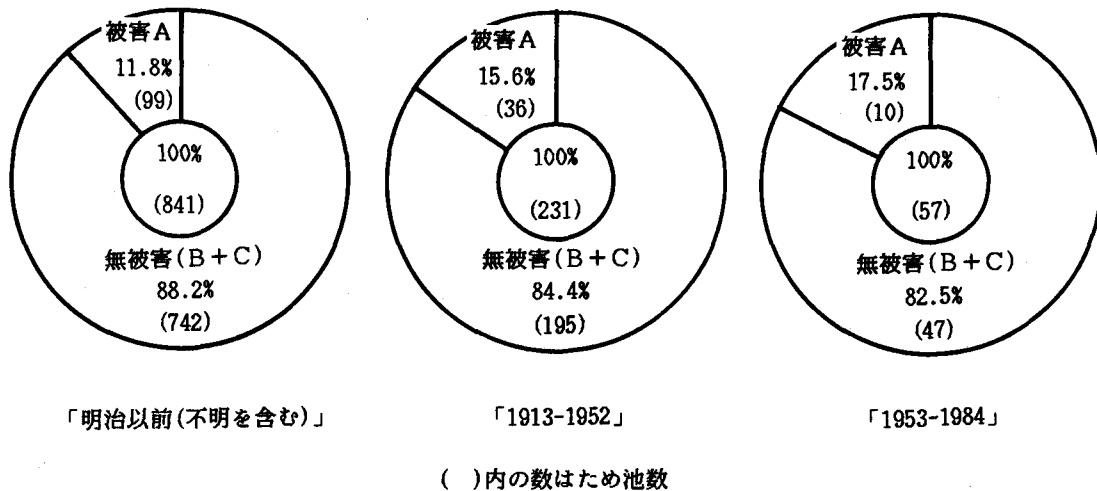 被害A
11.8%
(99)
100%
(841)
無被害(B+C)
88.2%
(742)
「明治以前(不明を含む)」
被害A
15.6%
(36)
100%
(231)
無被害(B+C)
84.4%
(195)
「1913-1952」
被害A
17.5%
(10)
100%
(57)
無被害(B+C)
82.5%
(47)
「1953-1984」
( )内の数はため池数